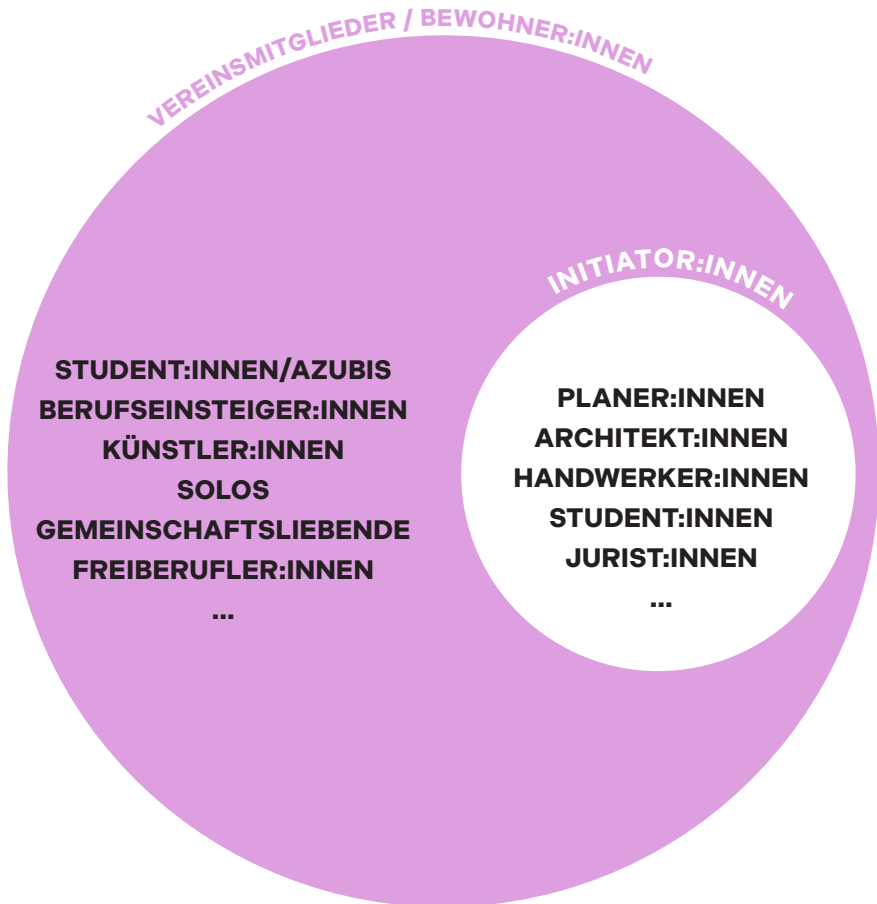 VEREINSMITGLIEDER / BEWOHNER:INNEN
INITIATOR:INNEN
STUDENT:INNEN/AZUBIS
BERUFSEINSTEIGER:INNEN
KÜNSTLER:INNEN
SOLOS
GEMEINSCHAFTSLIEBENDE
FREIBERUFLER:INNEN
...
PLANER:INNEN
ARCHITEKT:INNEN
HANDWERKER:INNEN
STUDENT:INNEN
JURIST:INNEN
...